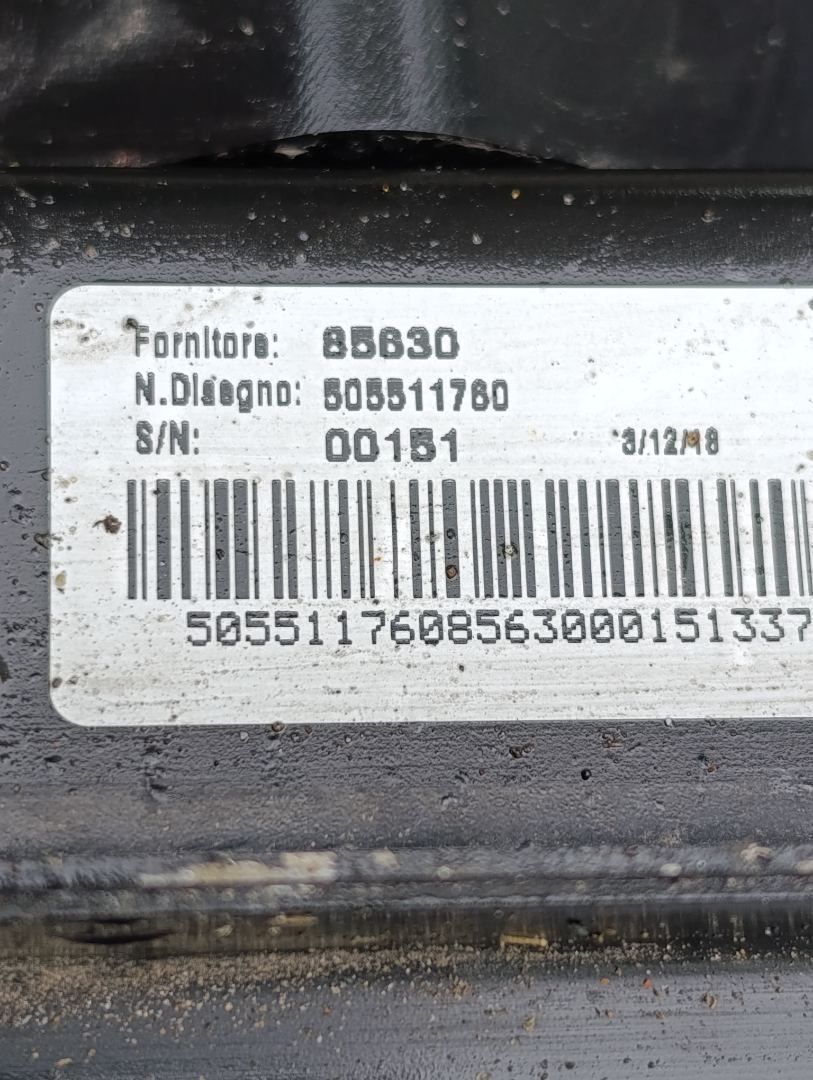 Fornitore: 85630
N.Disegno: 505511760
S/N: 00151 3/12/18
5055117608563000151337